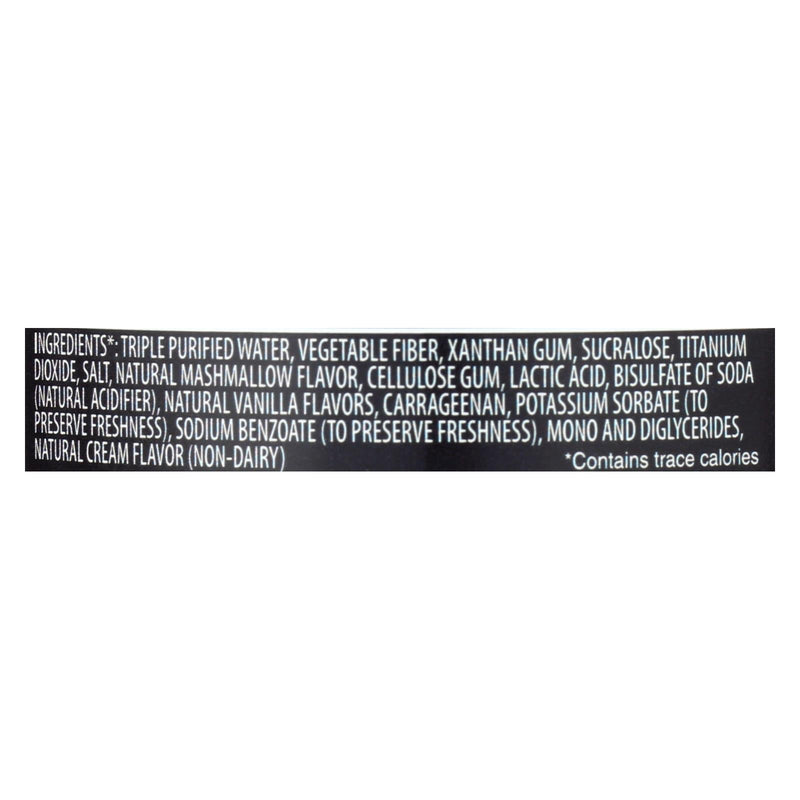 INGREDIENTS*: TRIPLE PURIFIED WATER, VEGETABLE FIBER, XANTHAN GUM, SUCRALOSE, TITANIUM
DIOXIDE, SALT, NATURAL MASHMALLOW FLAVOR, CELLULOSE GUM, LACTIC ACID, BISULFATE OF SODA
(NATURAL ACIDIFIER), NATURAL VANILLA FLAVORS, CARRAGEENAN, POTASSIUM SORBATE (TO
PRESERVE FRESHNESS), SODIUM BENZOATE (TO PRESERVE FRESHNESS), MONO AND DIGLYCERIDES,
NATURAL CREAM FLAVOR (NON-DAIRY) *Contains trace calories